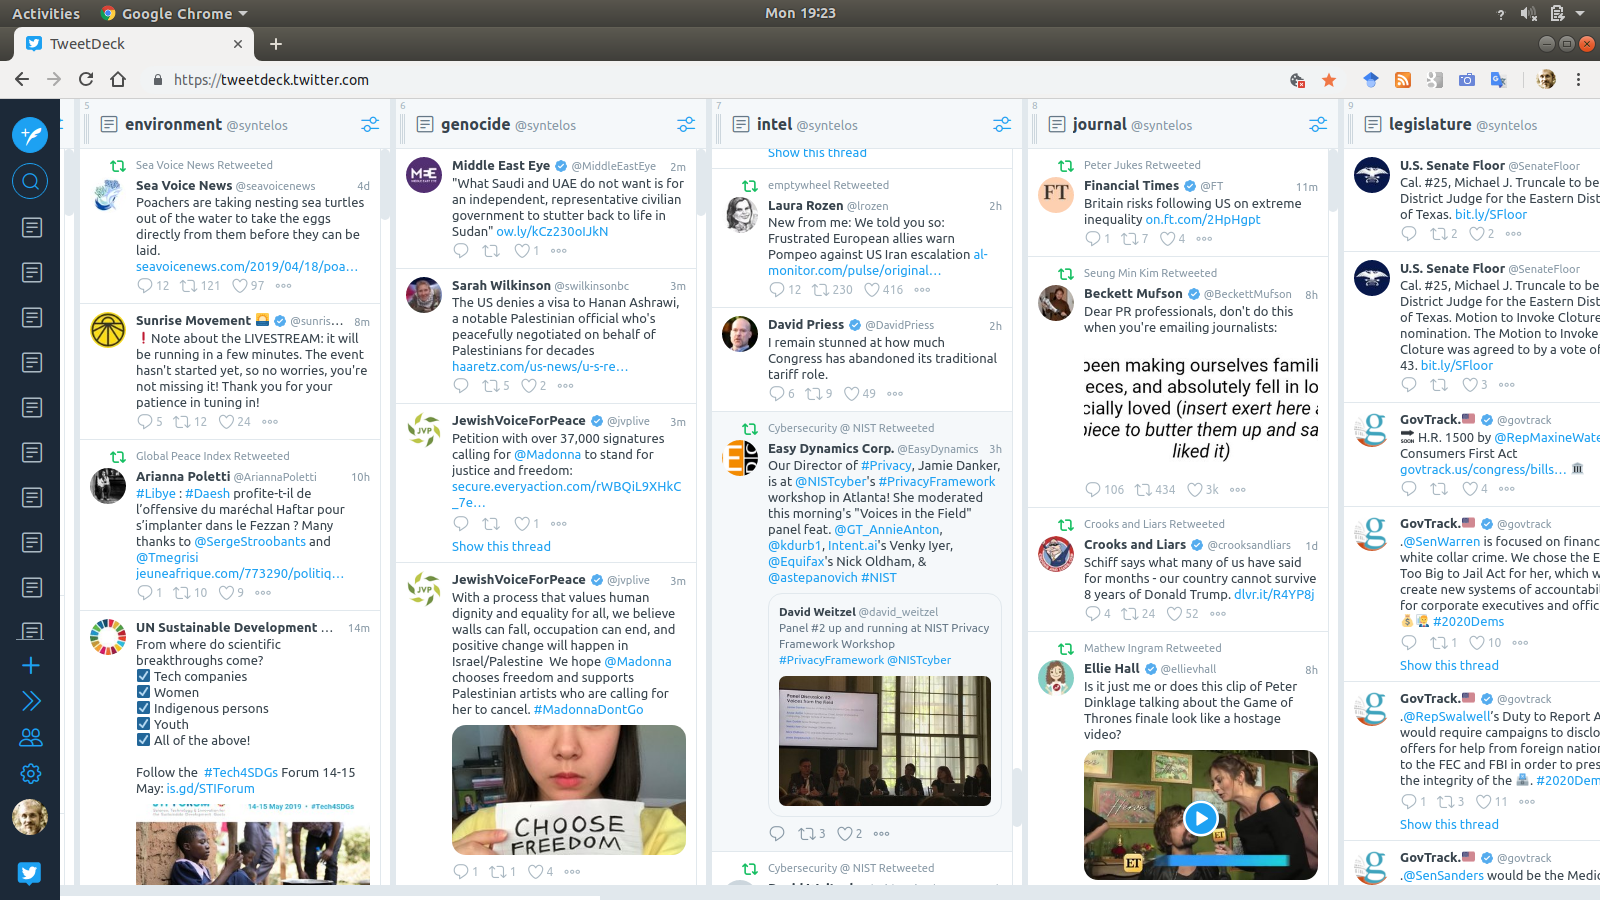 Activities
Google Chrome
Mon 19:23
?
TweetDeck
https://tweetdeck.twitter.com
5
environment @syntelos
Sea Voice News Retweeted
Sea Voice News @seavoicenews 4d
Poachers are taking nesting sea turtles
out of the water to take the eggs
directly from them before they can be
laid.
seavoicenews.com/2019/04/18/poa…
12 121 97
Sunrise Movement 🌅 @sunris… 8m
❗Note about the LIVESTREAM: it will
be running in a few minutes. The event
hasn't started yet, so no worries, you're
not missing it! Thank you for your
patience in tuning in!
5 12 24
Global Peace Index Retweeted
Arianna Poletti @AriannaPoletti 10h
#Libye : #Daesh profite-t-il de
l'offensive du maréchal Haftar pour
s'implanter dans le Fezzan ? Many
thanks to @SergeStroobants and
@Tmegrisi
jeuneafrique.com/773290/politiq…
1 10 9
UN Sustainable Development … 14m
From where do scientific
breakthroughs come?
☑ Tech companies
☑ Women
☑ Indigenous persons
☑ Youth
☑ All of the above!
Follow the #Tech4SDGs Forum 14-15
May: is.gd/STIForum
STI FORUM 14-15 MAY 2019 • #Tech4SDGs
6
genocide @syntelos
MEE
Middle East Eye @MiddleEastEye 2m
"What Saudi and UAE do not want is for
an independent, representative civilian
government to stutter back to life in
Sudan" ow.ly/kCz230oIJkN
1
Sarah Wilkinson @swilkinsonbc 3m
The US denies a visa to Hanan Ashrawi,
a notable Palestinian official who's
peacefully negotiated on behalf of
Palestinians for decades
haaretz.com/us-news/u-s-re…
5 2
JVP
JewishVoiceForPeace @jvplive 3m
Petition with over 37,000 signatures
calling for @Madonna to stand for
justice and freedom:
secure.everyaction.com/rWBQiL9XHkC
_7e…
1
Show this thread
JVP
JewishVoiceForPeace @jvplive 3m
With a process that values human
dignity and equality for all, we believe
walls can fall, occupation can end, and
positive change will happen in
Israel/Palestine We hope @Madonna
chooses freedom and supports
Palestinian artists who are calling for
her to cancel. #MadonnaDontGo
CHOOSE
FREEDOM
1 1 4
7
intel @syntelos
Show this thread
emptywheel Retweeted
Laura Rozen @lrozen 2h
New from me: We told you so:
Frustrated European allies warn
Pompeo against US Iran escalation al-
monitor.com/pulse/original…
12 230 416
David Priess @DavidPriess 2h
I remain stunned at how much
Congress has abandoned its traditional
tariff role.
6 9 49
Cybersecurity @ NIST Retweeted
Easy Dynamics Corp. @EasyDynamics 3h
Our Director of #Privacy, Jamie Danker,
is at @NISTcyber's #PrivacyFramework
workshop in Atlanta! She moderated
this morning's "Voices in the Field"
panel feat. @GT_AnnieAnton,
@kdurb1, Intent.ai's Venky Iyer,
@Equifax's Nick Oldham, &
@astepanovich #NIST
David Weitzel @david_weitzel
Panel #2 up and running at NIST Privacy
Framework Workshop
#PrivacyFramework @NISTcyber
Panel Discussion #2:
Voices from the Field
3 2
Cybersecurity @ NIST Retweeted
8
journal @syntelos
Peter Jukes Retweeted
FT
Financial Times @FT 11m
Britain risks following US on extreme
inequality on.ft.com/2HpHgpt
1 7 4
Seung Min Kim Retweeted
Beckett Mufson @BeckettMufson 8h
Dear PR professionals, don't do this
when you're emailing journalists:
been making ourselves famili
eces, and absolutely fell in lo
cially loved (insert exert here a
piece to butter them up and sa
liked it)
106 434 3k
Crooks and Liars Retweeted
Crooks and Liars @crooksandliars 1d
Schiff says what many of us have said
for months - our country cannot survive
8 years of Donald Trump. dlvr.it/R4YP8j
4 24 52
Mathew Ingram Retweeted
Ellie Hall @ellievhall 8h
Is it just me or does this clip of Peter
Dinklage talking about the Game of
Thrones finale look like a hostage
video?
ET
ET
9
legislature @syntelos
U.S. Senate Floor @SenateFloor
Cal. #25, Michael J. Truncale to be
District Judge for the Eastern Dist
of Texas. bit.ly/SFloor
2 2
U.S. Senate Floor @SenateFloor
Cal. #25, Michael J. Truncale to be
District Judge for the Eastern Dist
of Texas. Motion to Invoke Cloture
nomination. The Motion to Invoke
Cloture was agreed to by a vote of
43. bit.ly/SFloor
3
GovTrack.🇺🇸 @govtrack
🔜 H.R. 1500 by @RepMaxineWate
Consumers First Act
govtrack.us/congress/bills… 🏛
4
GovTrack.🇺🇸 @govtrack
.@SenWarren is focused on financ
white collar crime. We chose the E
Too Big to Jail Act for her, which w
create new systems of accountabi
for corporate executives and offic
#2020Dems
1 10
Show this thread
GovTrack.🇺🇸 @govtrack
.@RepSwalwell's Duty to Report A
would require campaigns to disclo
offers for help from foreign nation
to the FEC and FBI in order to pres
the integrity of the 🗳. #2020Dem
1 3 11
Show this thread
GovTrack.🇺🇸 @govtrack
.@SenSanders would be the Medic